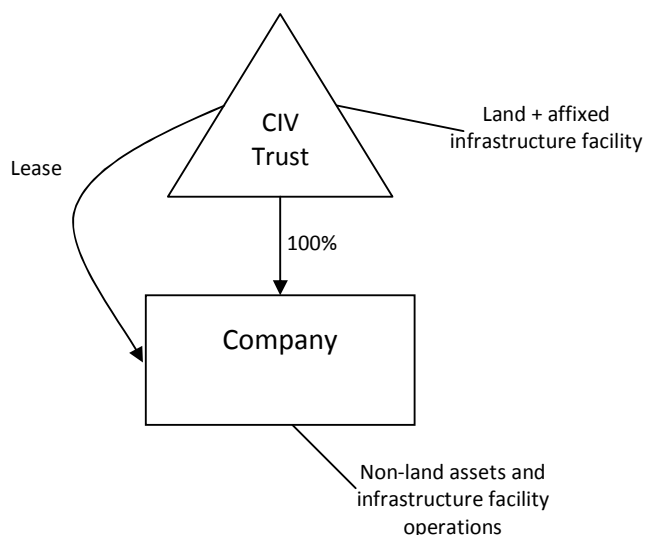 CIV
Trust
Land + affixed
infrastructure facility
Lease
100%
Company
Non-land assets and
infrastructure facility
operations